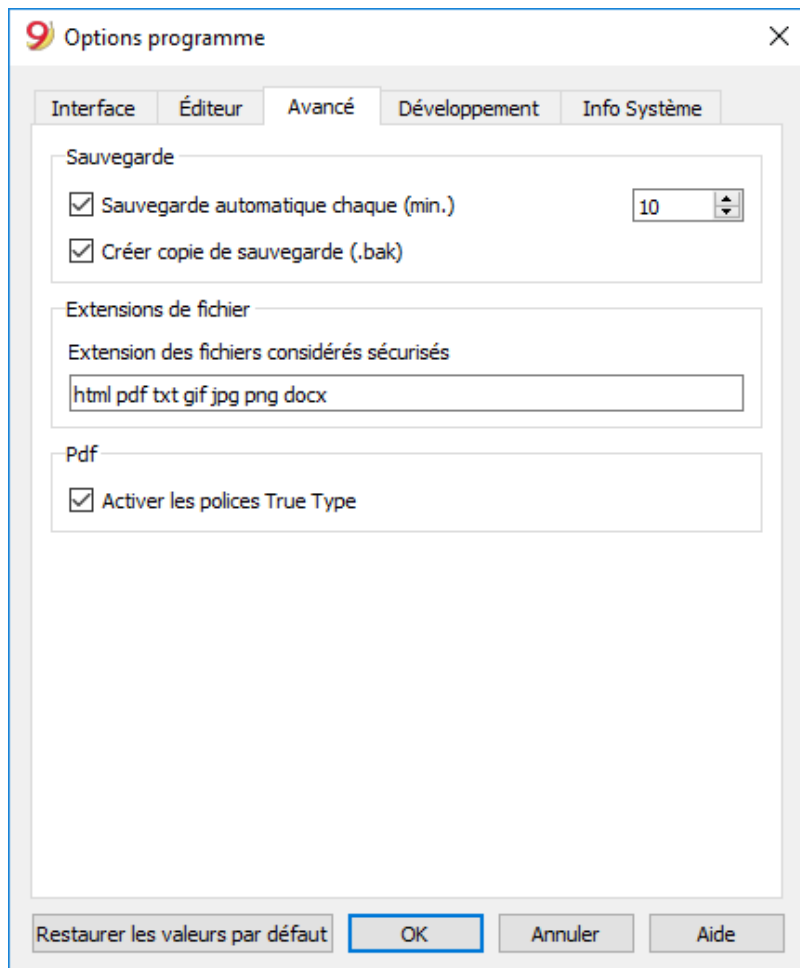 9 Options programme
Interface Éditeur Avancé Développement Info Système
Sauvegarde
Sauvegarde automatique chaque (min.) 10
Créer copie de sauvegarde (.bak)
Extensions de fichier
Extension des fichiers considérés sécurisés
html pdf txt gif jpg png docx
Pdf
Activer les polices True Type
Restaurer les valeurs par défaut OK Annuler Aide